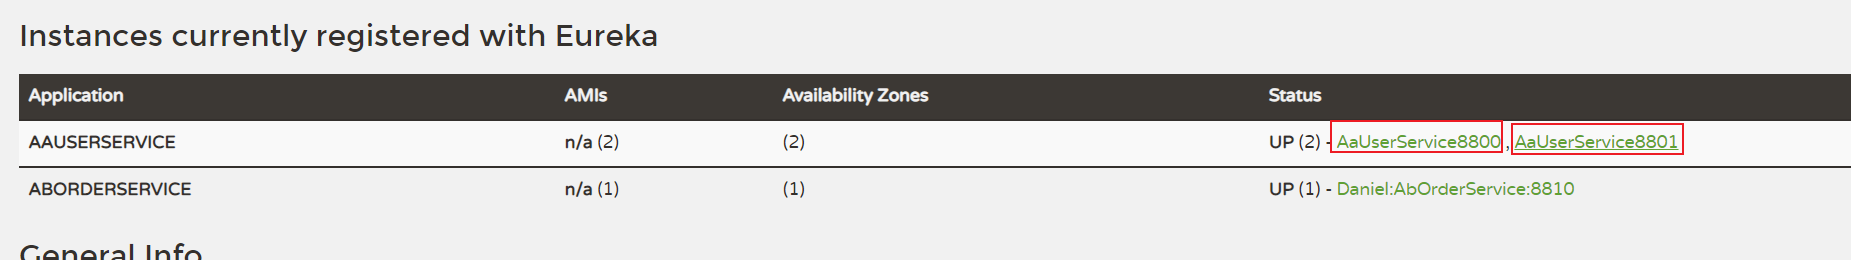 Instances currently registered with Eureka
Application AMIs Availability Zones Status
AAUSERSERVICE n/a (2) (2) UP (2) - AaUserService8800 , AaUserService8801
ABORDERSERVICE n/a (1) (1) UP (1) - Daniel:AbOrderService:8810
General Info